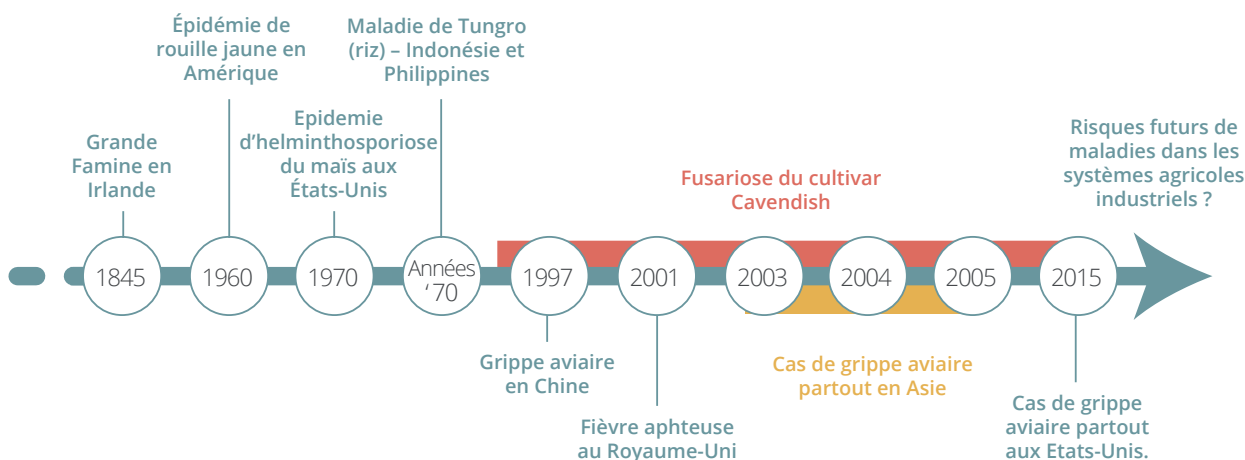 Grande
Famine en
Irlande
Épidémie de
rouille jaune en
Amérique
Epidemie
d’helminthosporiose
du maïs aux
États-Unis
Maladie de Tungro
(riz) – Indonésie et
Philippines
Fusariose du cultivar
Cavendish
Risques futurs de
maladies dans les
systèmes agricoles
industriels ?
1845
1960
1970
Années
‘70
1997
2001
2003
2004
2005
2015
Grippe aviaire
en Chine
Fièvre aphteuse
au Royaume-Uni
Cas de grippe aviaire
partout en Asie
Cas de grippe
aviaire partout
aux Etats-Unis.